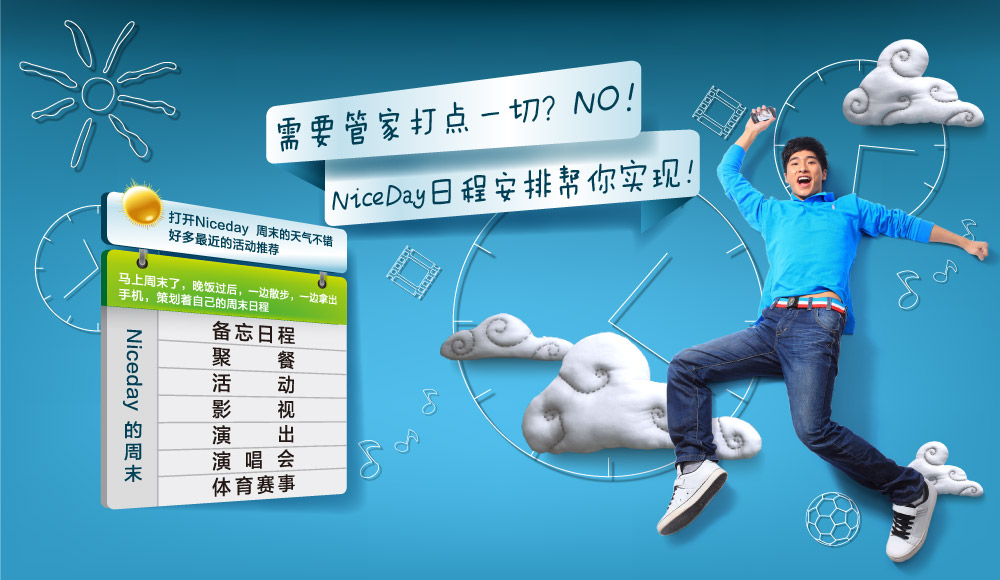 需要管家打点一切? NO!
NiceDay日程安排帮你实现!
打开Niceday 周末的天气不错
好多最近的活动推荐
马上周末了，晚饭过后，一边散步，一边拿出
手机，策划着自己的周末日程
Niceday 的周末
备忘日程
聚餐
活动
影视
演出
演唱会
体育赛事